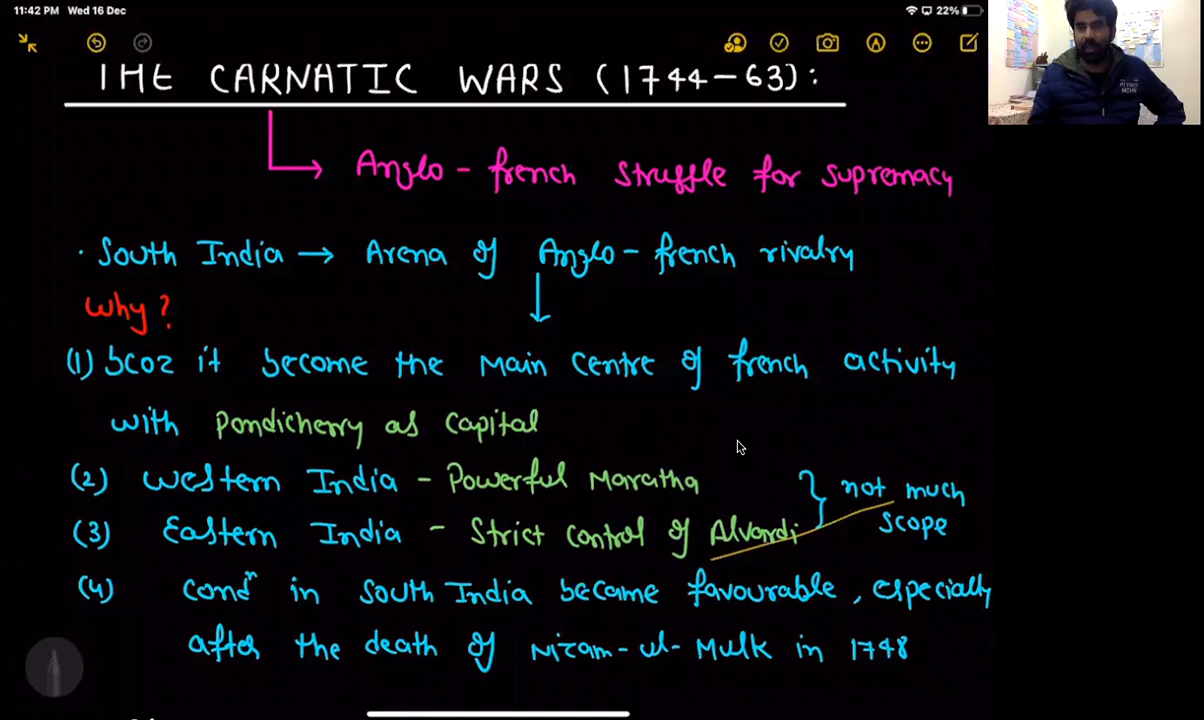 11:42 PM Wed 16 Dec
22%
THE CARNATIC WARS (1744-63):
Anglo-french struggle for supremacy
· South India → Arena of Anglo-french rivalry
Why?
(1) bcoz it become the Main Centre of french activity
with Pondicherry as Capital
(2) Western India - Powerful Maratha
(3) Eastern India - Strict control of Alvardi
} not much
scope
(4) condⁿ in South India became favourable, especially
after the death of Nizam-ul-Mulk in 1748